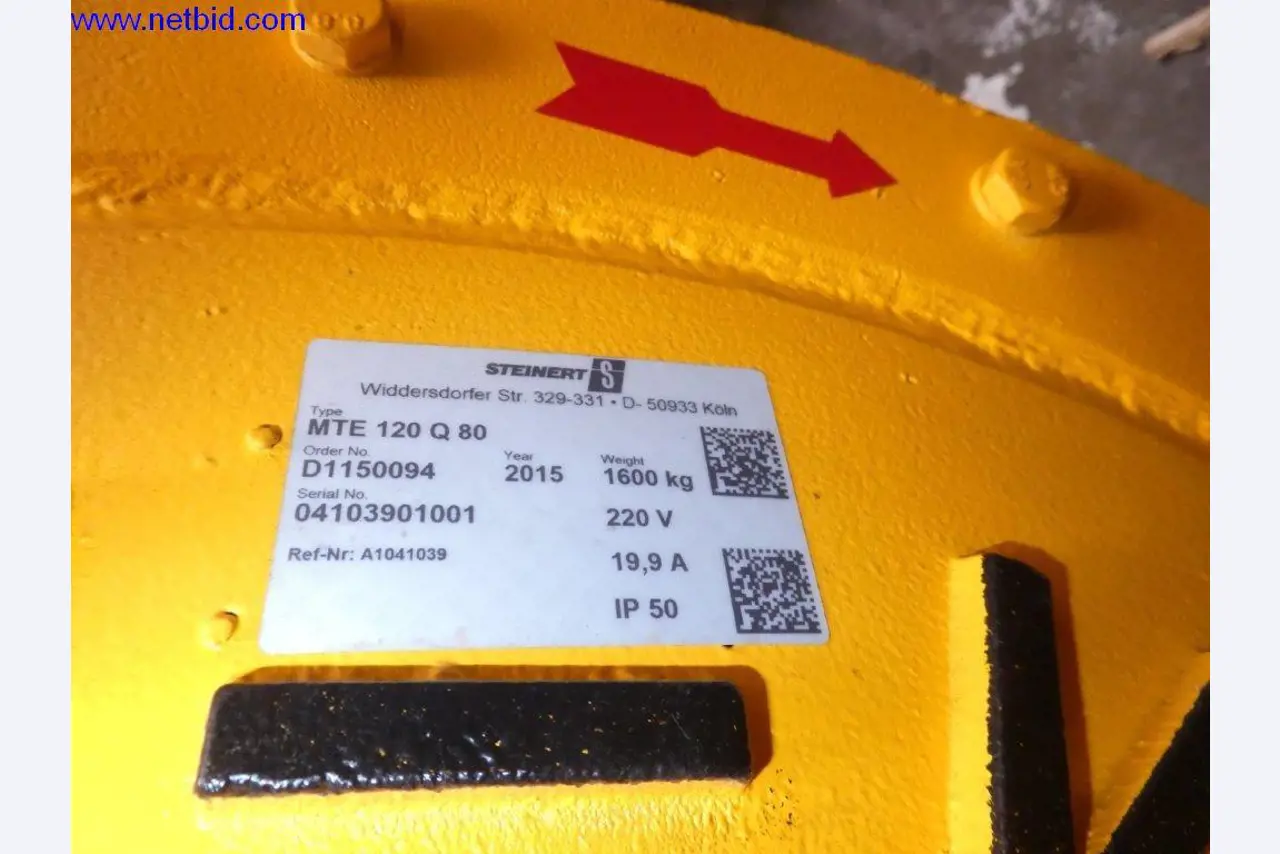 www.netbid.com
STEINERT S
Widdersdorfer Str. 329-331 • D- 50933 Köln
Type
MTE 120 Q 80
Order No. Year Weight
D1150094 2015 1600 kg
Serial No.
04103901001 220 V
Ref-Nr: A1041039 19,9 A
IP 50